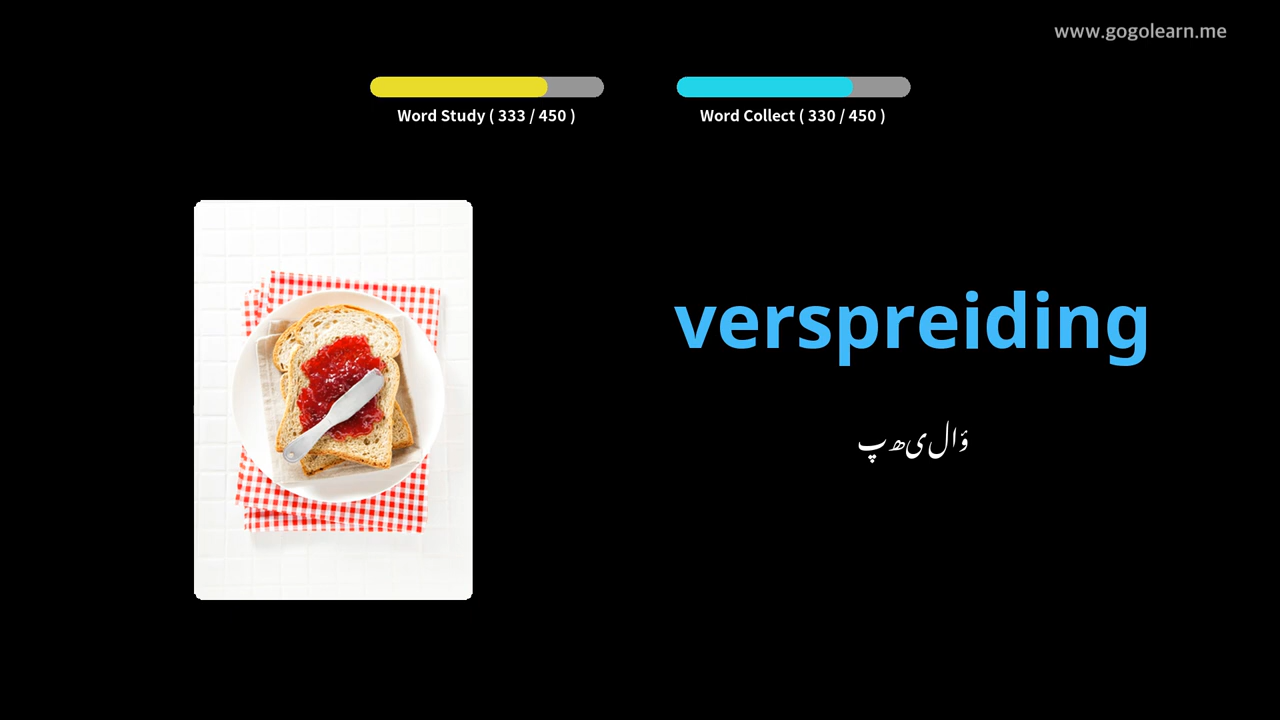 www.gogolearn.me
Word Study ( 333 / 450 )
Word Collect ( 330 / 450 )
verspreiding
پھیلاؤ